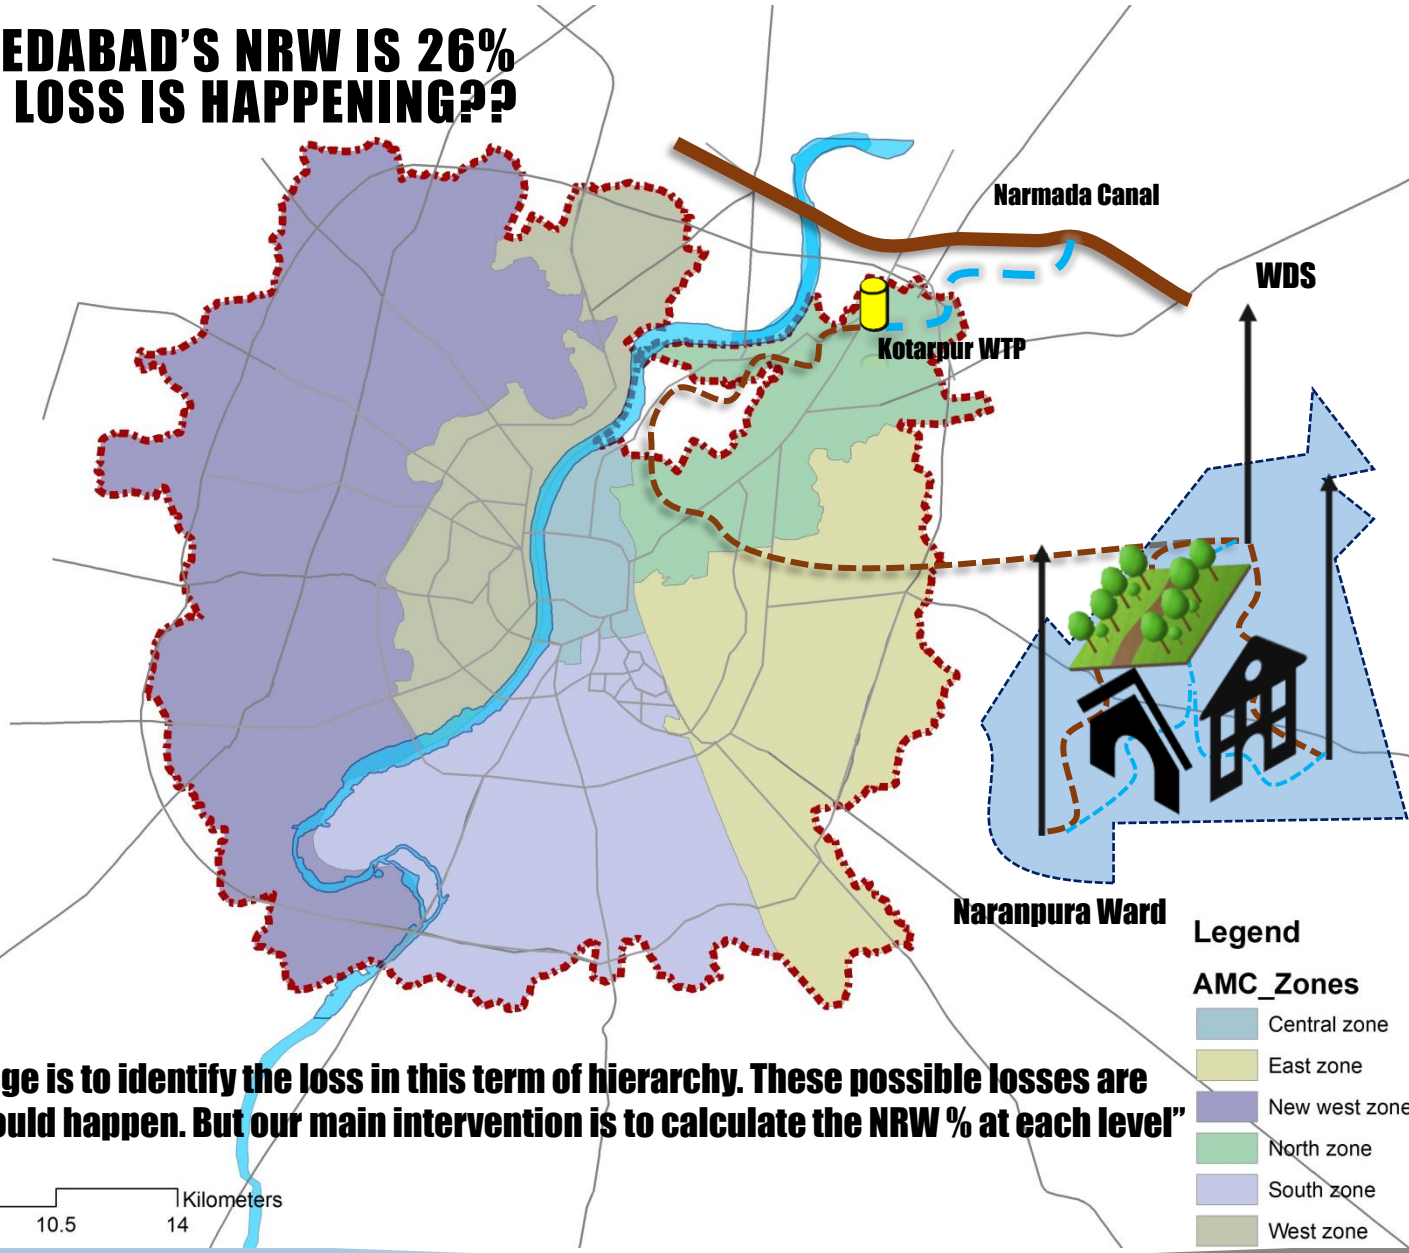 EDABAD'S NRW IS 26%
LOSS IS HAPPENING??
Narmada Canal
WDS
Kotarpur WTP
Naranpura Ward
Legend
AMC_Zones
Central zone
East zone
New west zone
North zone
South zone
West zone
ge is to identify the loss in this term of hierarchy. These possible losses are
ould happen. But our main intervention is to calculate the NRW % at each level”
Kilometers
10.5 14